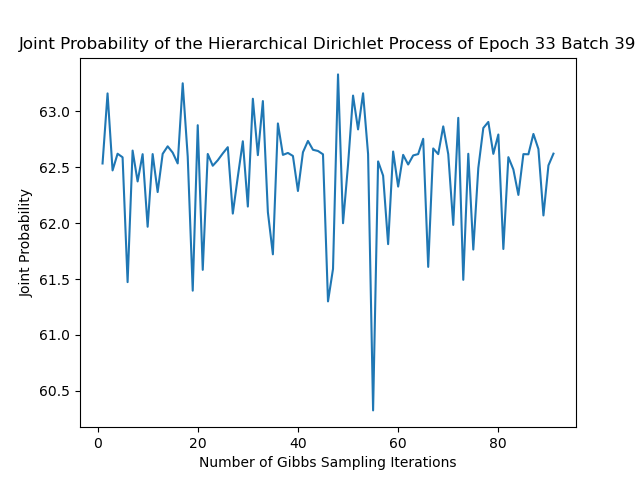 Joint Probability of the Hierarchical Dirichlet Process of Epoch 33 Batch 39
63.0
62.5
62.0
61.5
61.0
60.5
Joint Probability
0 20 40 60 80
Number of Gibbs Sampling Iterations